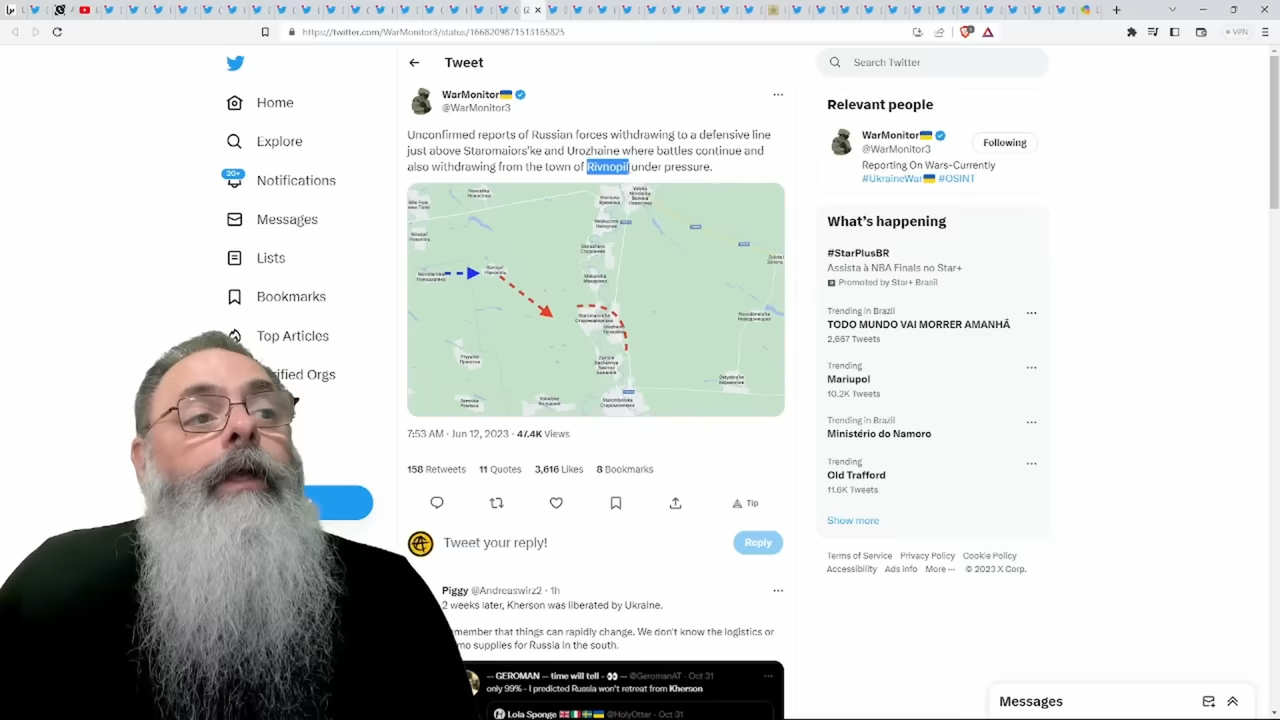 https://twitter.com/WarMonitor3/status/1668209871513165825
VPN
Home
Explore
20+
Notifications
Messages
Lists
Bookmarks
Top Articles
Verified Orgs
Tweet
WarMonitor
@WarMonitor3
Unconfirmed reports of Russian forces withdrawing to a defensive line
just above Staromaiors'ke and Urozhaine where battles continue and
also withdrawing from the town of Rivnopil under pressure.
7:53 AM · Jun 12, 2023 · 47.4K Views
158 Retweets 11 Quotes 3,616 Likes 8 Bookmarks
Tip
Tweet your reply!
Reply
Piggy @Andreaswirz2 · 1h
2 weeks later, Kherson was liberated by Ukraine.
emember that things can rapidly change. We don't know the logistics or
mo supplies for Russia in the south.
— GEROMAN — time will tell - @GeromanAT · Oct 31
only 99% - I predicted Russia won't retreat from Kherson
Lola Sponge @HolyOtter · Oct 31
Search Twitter
Relevant people
WarMonitor
@WarMonitor3
Following
Reporting On Wars-Currently
#UkraineWar #OSINT
What's happening
#StarPlusBR
Assista à NBA Finals no Star+
Promoted by Star+ Brasil
Trending in Brazil
TODO MUNDO VAI MORRER AMANHÃ
2,667 Tweets
Trending
Mariupol
10.2K Tweets
Trending in Brazil
Ministério do Namoro
Trending
Old Trafford
11.6K Tweets
Show more
Terms of Service Privacy Policy Cookie Policy
Accessibility Ads info More ··· © 2023 X Corp.
Messages